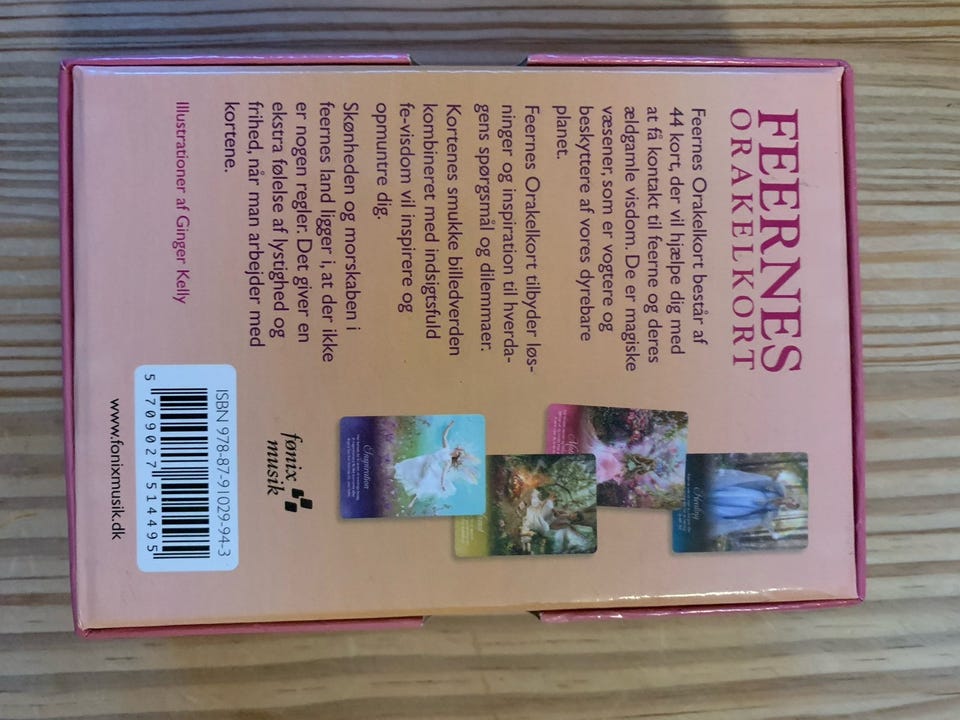 FEERNES
ORAKELKORT
Feernes Orakelkort består af
44 kort, der vil hjælpe dig med
at få kontakt til feerne og deres
ældgamle visdom. De er magiske
væsener, som er vogtere og
beskyttere af vores dyrebare
planet.
Feernes Orakelkort tilbyder løs-
ninger og inspiration til hverda-
gens spørgsmål og dilemmaer.
Kortenes smukke billedverden
kombineret med indsigtsfuld
fe-visdom vil inspirere og
opmuntre dig.
Skønheden og morskaben i
feernes land ligger i, at der ikke
er nogen regler. Det giver en
ekstra følelse af lystighed og
frihed, når man arbejder med
kortene.
Illustrationer af Ginger Kelly
Healing
Inspiration
fønix
musik
ISBN 978-87-91029-94-3
5 709027 514495
www.fonixmusik.dk